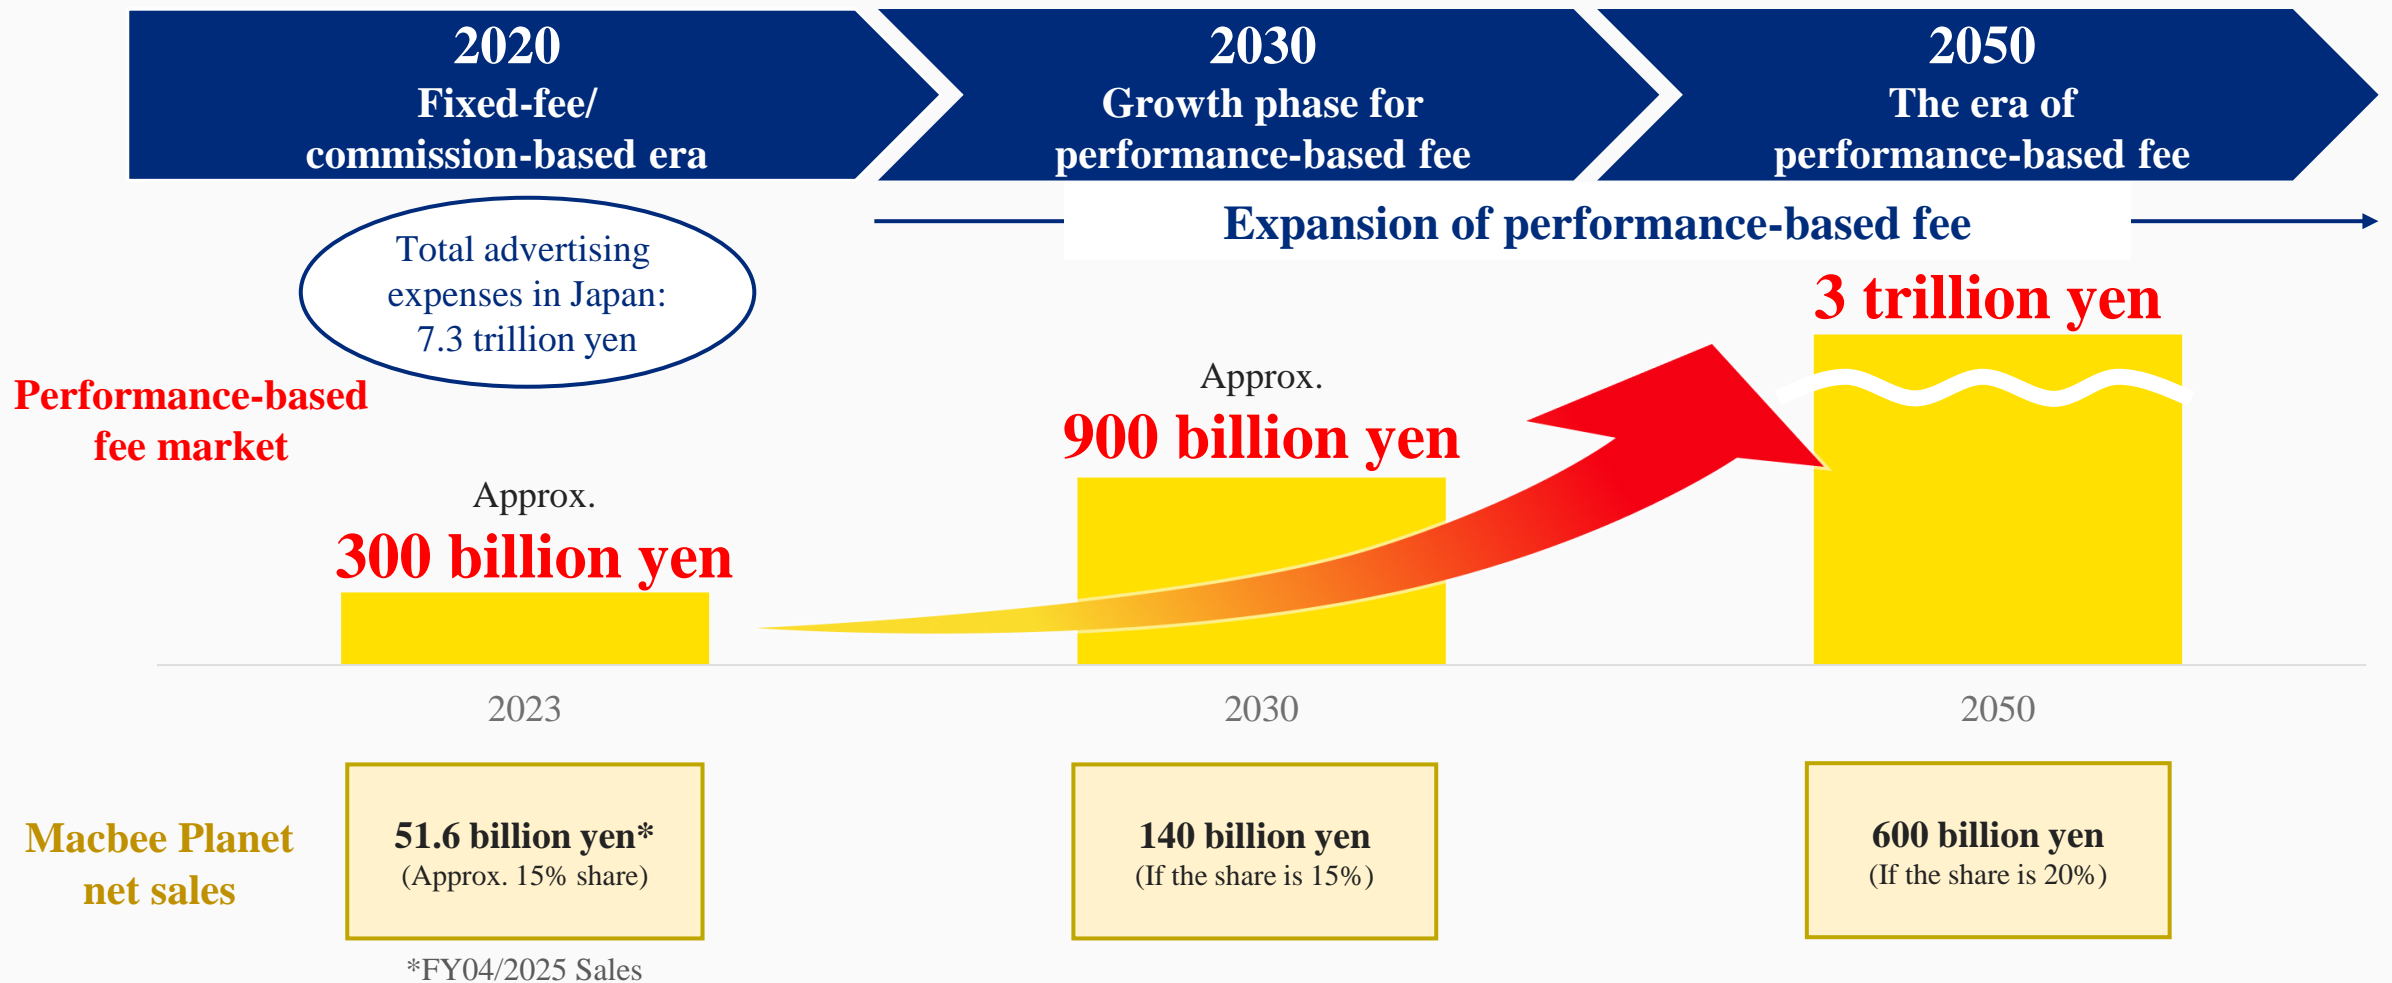 2020
Fixed-fee/
commission-based era
2030
Growth phase for
performance-based fee
2050
The era of
performance-based fee
Expansion of performance-based fee
Total advertising
expenses in Japan:
7.3 trillion yen
Performance-based
fee market
Approx.
300 billion yen
Approx.
900 billion yen
3 trillion yen
2023
2030
2050
Macbee Planet
net sales
51.6 billion yen*
(Approx. 15% share)
140 billion yen
(If the share is 15%)
600 billion yen
(If the share is 20%)
*FY04/2025 Sales